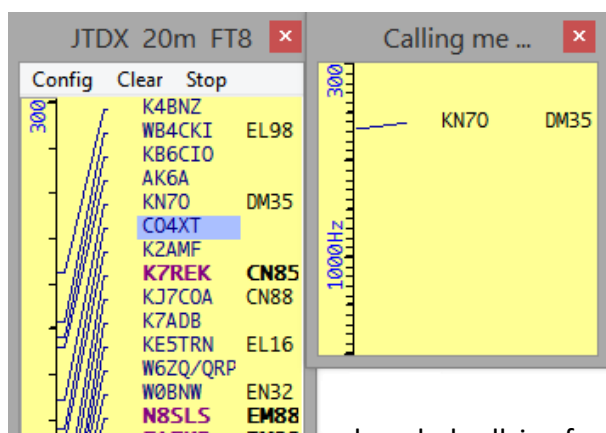 JTDX 20m FT8 ×
Config Clear Stop
300
K4BNZ
WB4CKI EL98
KB6CIO
AK6A
KN7O DM35
CO4XT
K2AMF
K7REK CN85
KJ7COA CN88
K7ADB
KE5TRN EL16
W6ZQ/QRP
W0BNW EN32
N8SLS EM88
Calling me ... ×
300
KN7O DM35
1000Hz